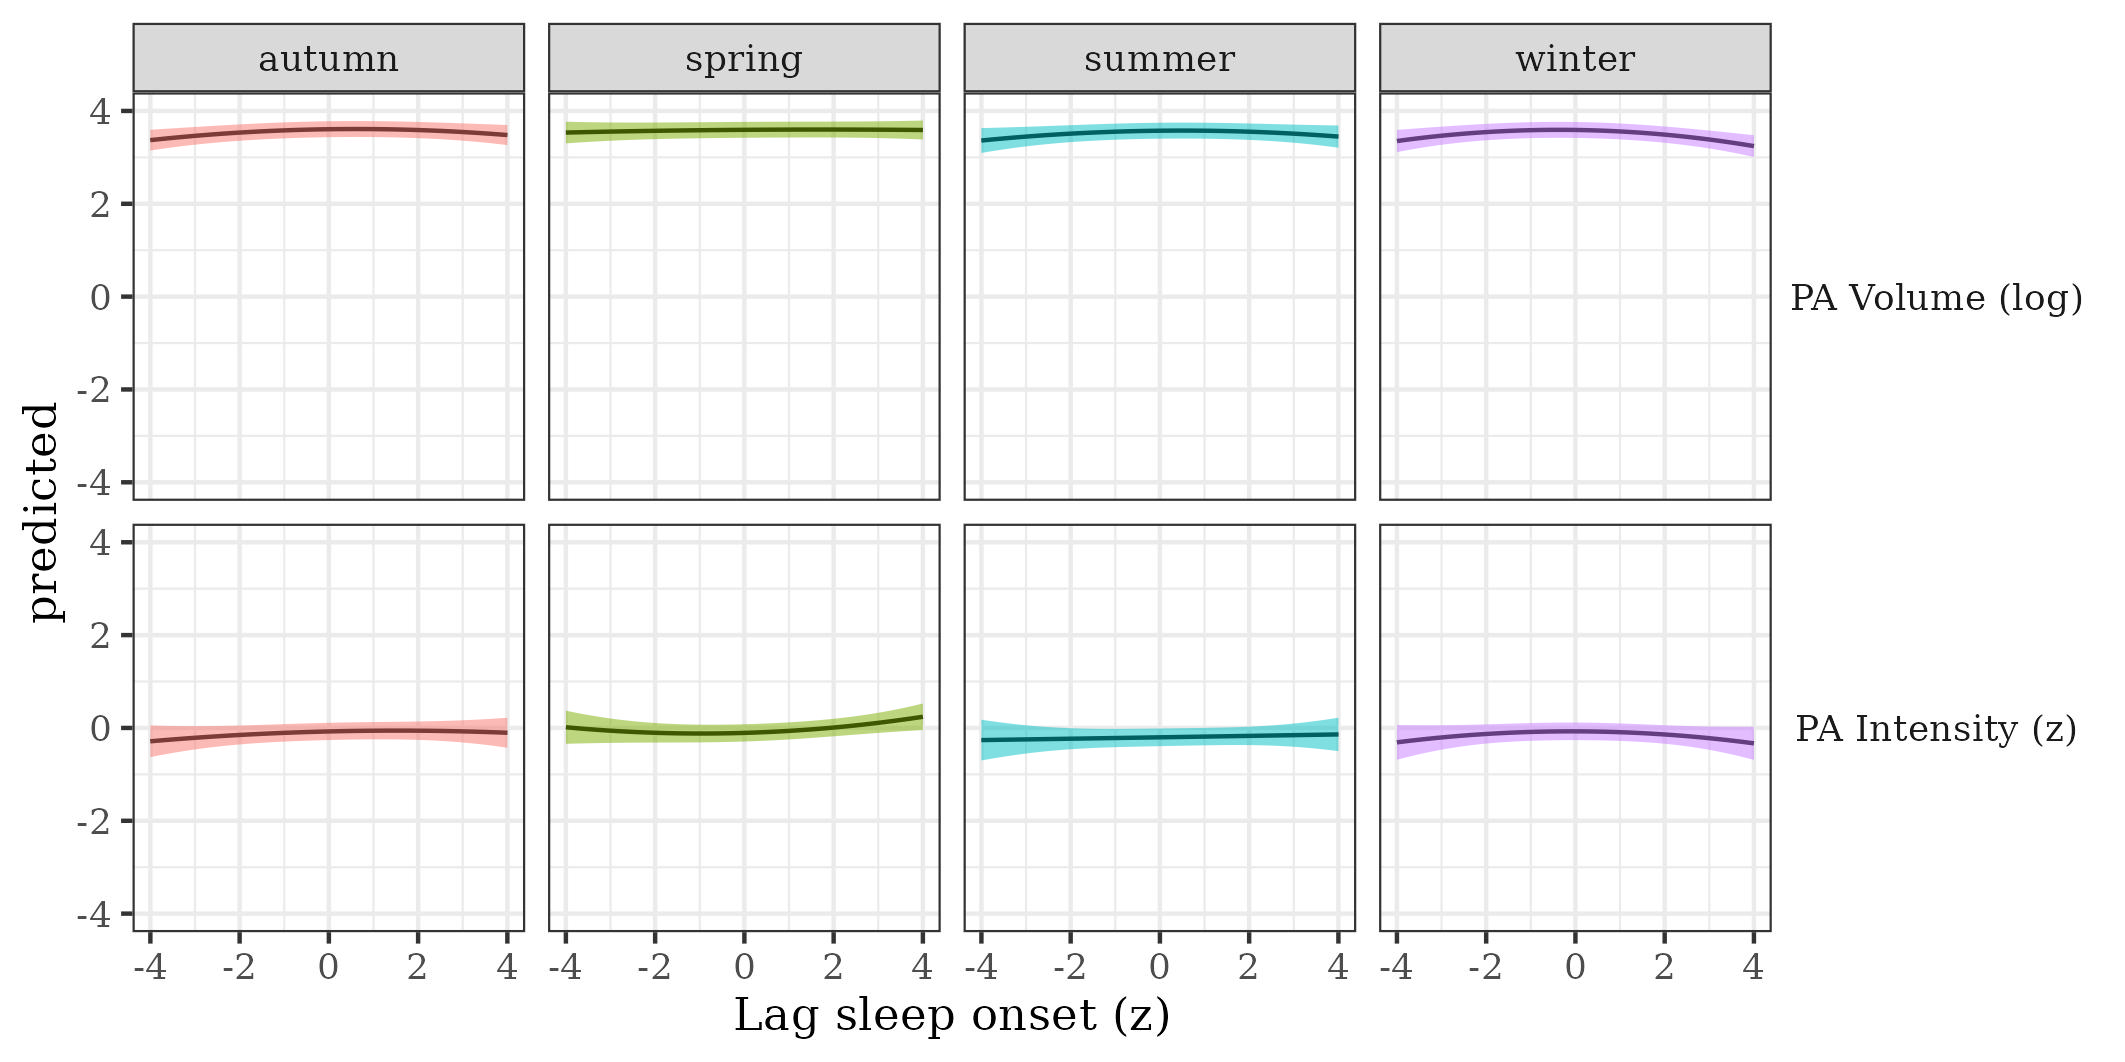 autumn spring summer winter
4
2
0
-2
-4
PA Volume (log)
predicted
4
2
0
-2
-4
PA Intensity (z)
-4 -2 0 2 4 -4 -2 0 2 4 -4 -2 0 2 4 -4 -2 0 2 4
Lag sleep onset (z)